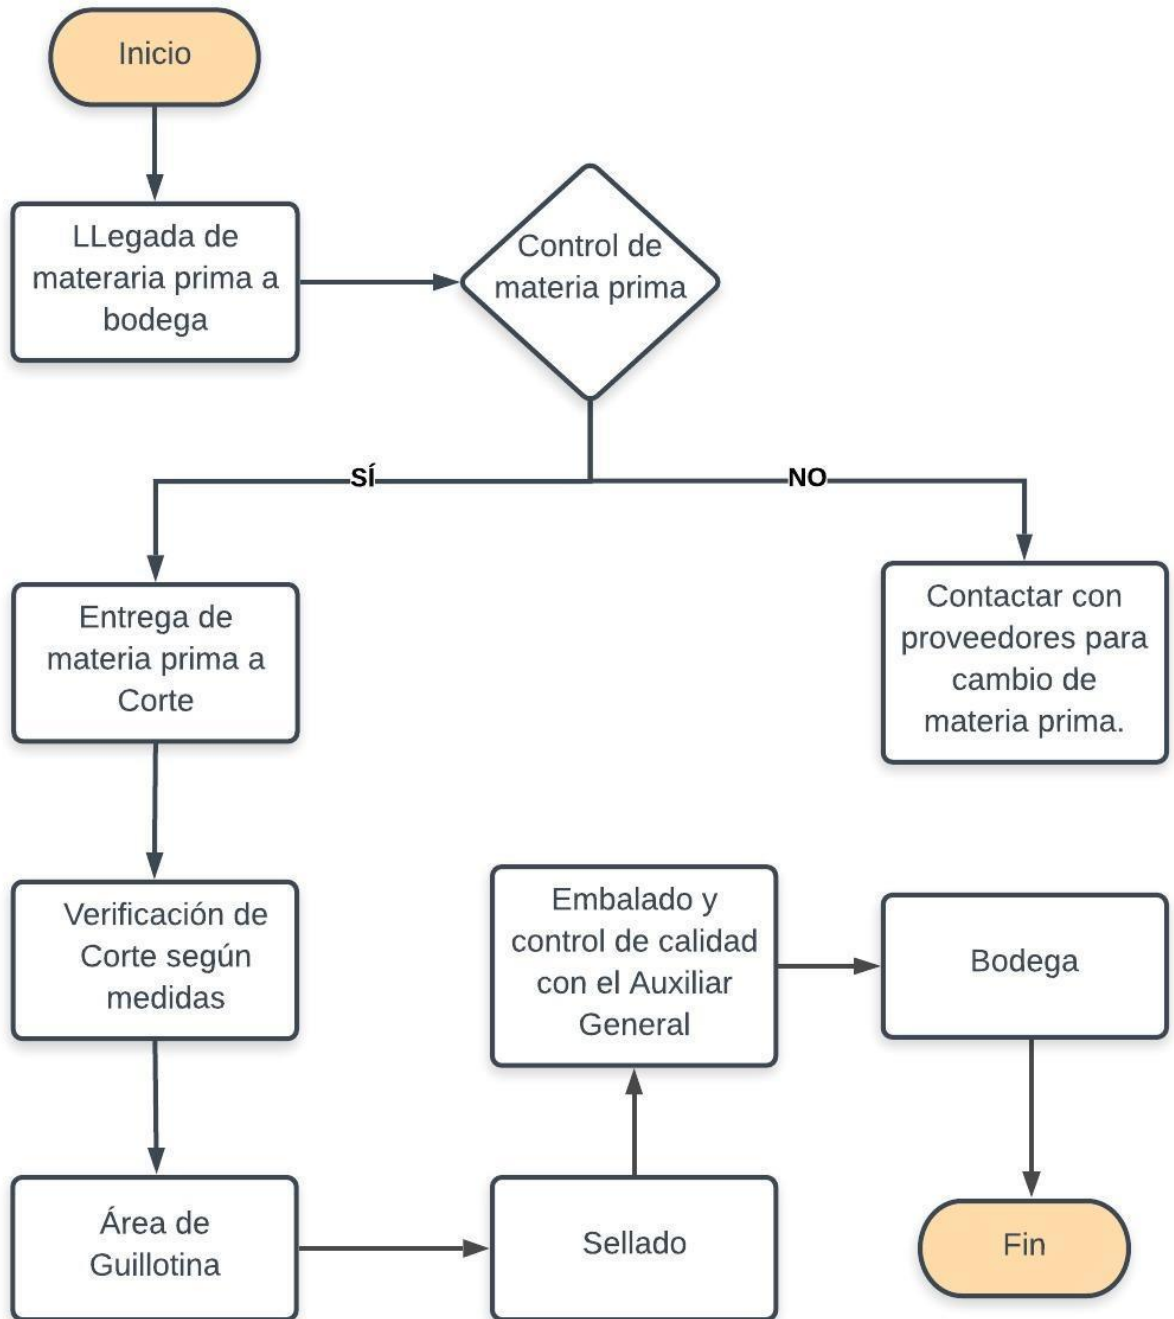 Inicio
LLegada de
materaria prima a
bodega
Control de
materia prima
SÍ
NO
Entrega de
materia prima a
Corte
Contactar con
proveedores para
cambio de
materia prima.
Verificación de
Corte según
medidas
Embalado y
control de calidad
con el Auxiliar
General
Bodega
Área de
Guillotina
Sellado
Fin